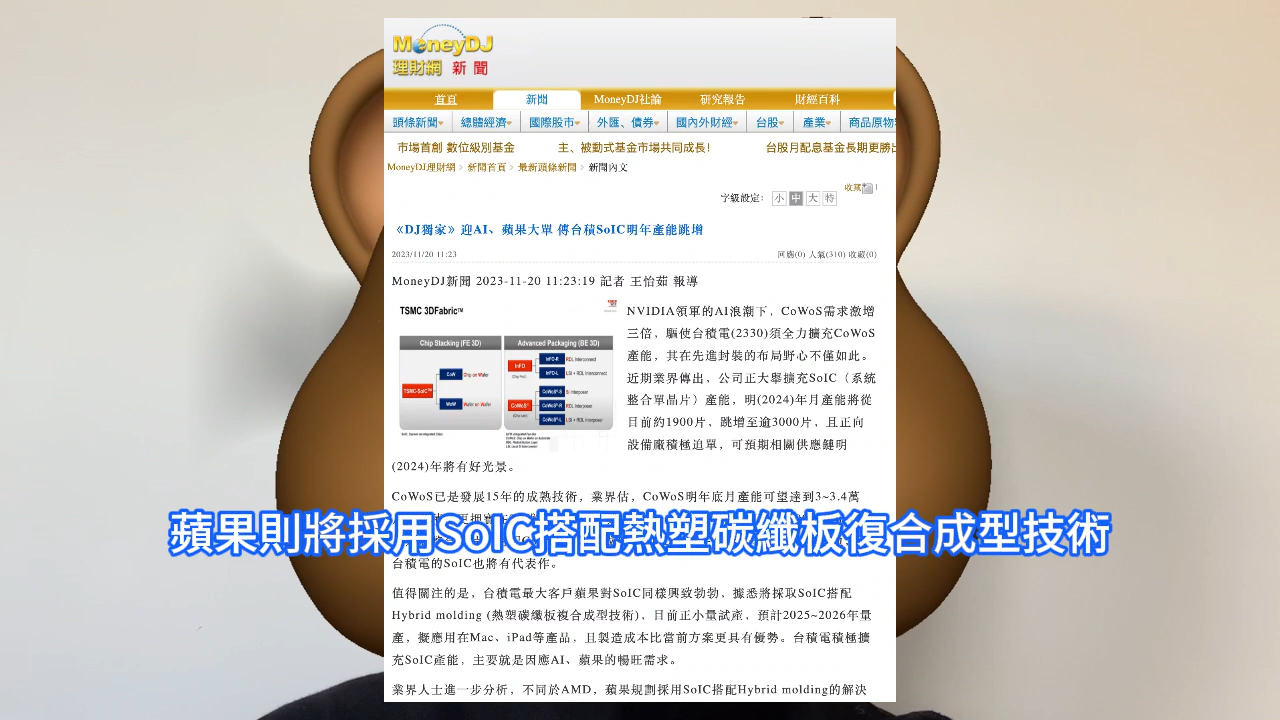 MoneyDJ
理財網 新聞
首頁 新聞 MoneyDJ社論 研究報告 財經百科
頭條新聞 總體經濟 國際股市 外匯、債券 國內外財經 台股 產業 商品原物
市場首創 數位級別基金 主、被動式基金市場共同成長! 台股月配息基金長期更勝出
MoneyDJ理財網 > 新聞首頁 > 最新頭條新聞 > 新聞內文
收藏
字級設定： 小 中 大 特
《DJ獨家》迎AI、蘋果大單 傳台積SoIC明年產能跳增
2023/11/20 11:23 回應(0) 人氣(310) 收藏(0)
MoneyDJ新聞 2023-11-20 11:23:19 記者 王怡茹 報導
TSMC 3DFabric™
Chip Stacking (FE 3D) Advanced Packaging (BE 3D)
TSMC-SoIC™
CoW Chip on Wafer
WoW Wafer on Wafer
InFO
InFO-R RDL Interconnect
InFO-L LSI + RDL Interconnect
CoWoS®
CoWoS®-S Si Interposer
CoWoS®-R RDL Interposer
CoWoS®-L LSI + RDL Interposer
NVIDIA領軍的AI浪潮下，CoWoS需求激增
三倍，驅使台積電(2330)須全力擴充CoWoS
產能，其在先進封裝的布局野心不僅如此。
近期業界傳出，公司正大舉擴充SoIC（系統
整合單晶片）產能，明(2024)年月產能將從
目前約1900片，跳增至逾3000片，且正向
設備廠積極追單，可預期相關供應鏈明
(2024)年將有好光景。
CoWoS已是發展15年的成熟技術，業界估，CoWoS明年底月產能可望達到3~3.4萬
蘋果則將採用SoIC搭配熱塑碳纖板復合成型技術
台積電的SoIC也將有代表作。
值得關注的是，台積電最大客戶蘋果對SoIC同樣興致勃勃，據悉將採取SoIC搭配
Hybrid molding (熱塑碳纖板複合成型技術)，目前正小量試產，預計2025~2026年量
產，擬應用在Mac、iPad等產品，且製造成本比當前方案更具有優勢。台積電積極擴
充SoIC產能，主要就是因應AI、蘋果的暢旺需求。
業界人士進一步分析，不同於AMD，蘋果規劃採用SoIC搭配Hybrid molding的解決